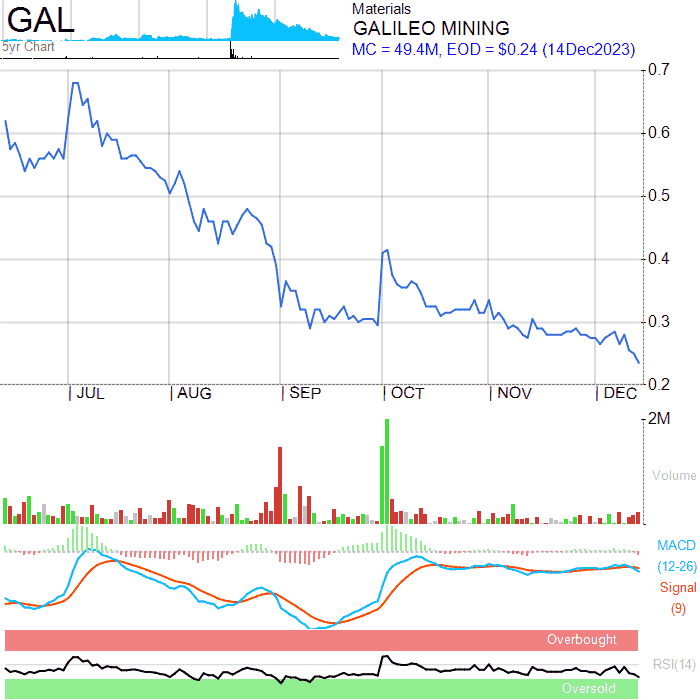 GAL
5yr Chart
Materials
GALILEO MINING
MC = 49.4M, EOD = $0.24 (14Dec2023)
0.7
0.6
0.5
0.4
0.3
0.2
JUL AUG SEP OCT NOV DEC
2M
Volume
MACD
(12-26)
Signal
(9)
Overbought
RSI(14)
Oversold